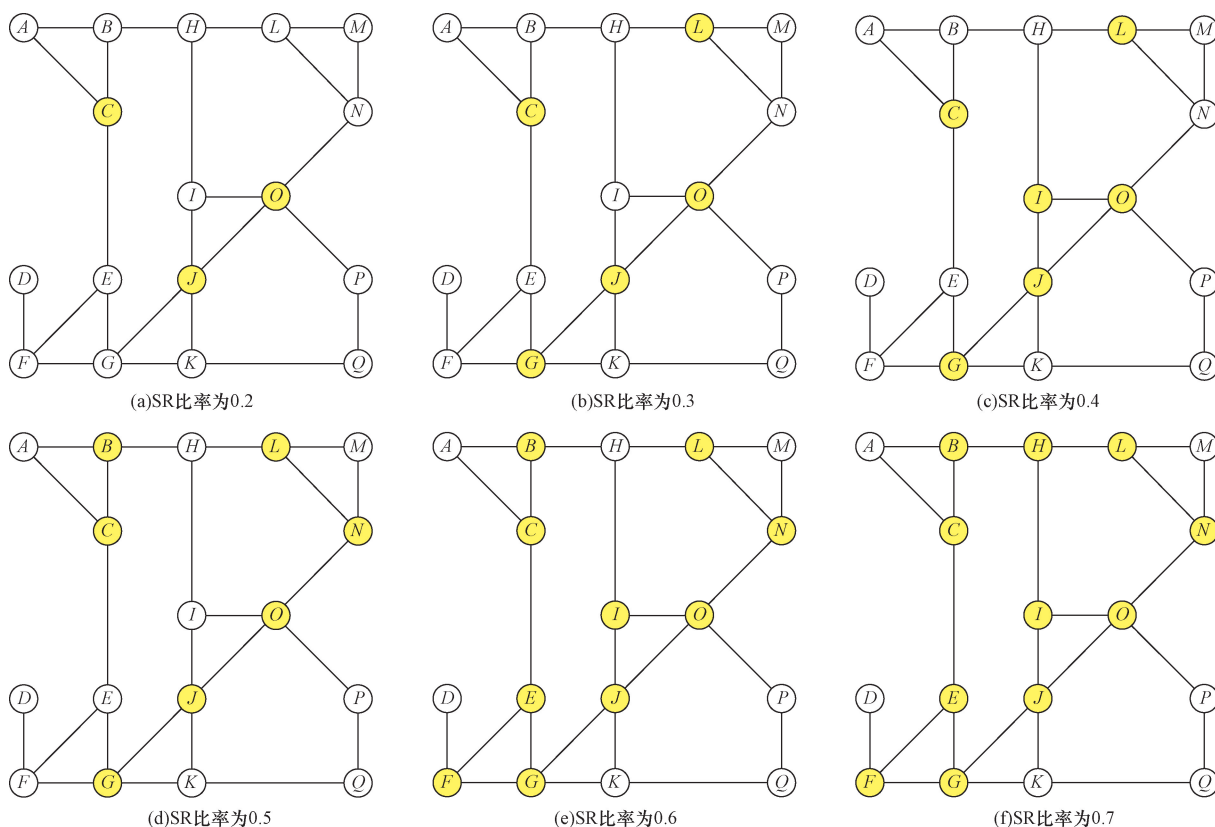 A B H L M A B H L M A B H L M
C C C
N N N
I O I O I O
D E J P D E J P D E J P
F G K Q F G K Q F G K Q
(a)SR比率为0.2 (b)SR比率为0.3 (c)SR比率为0.4
A B H L M A B H L M A B H L M
C N C N C N
I O I O I O
D E J P D E J P D E J P
F G K Q F G K Q F G K Q
(d)SR比率为0.5 (e)SR比率为0.6 (f)SR比率为0.7